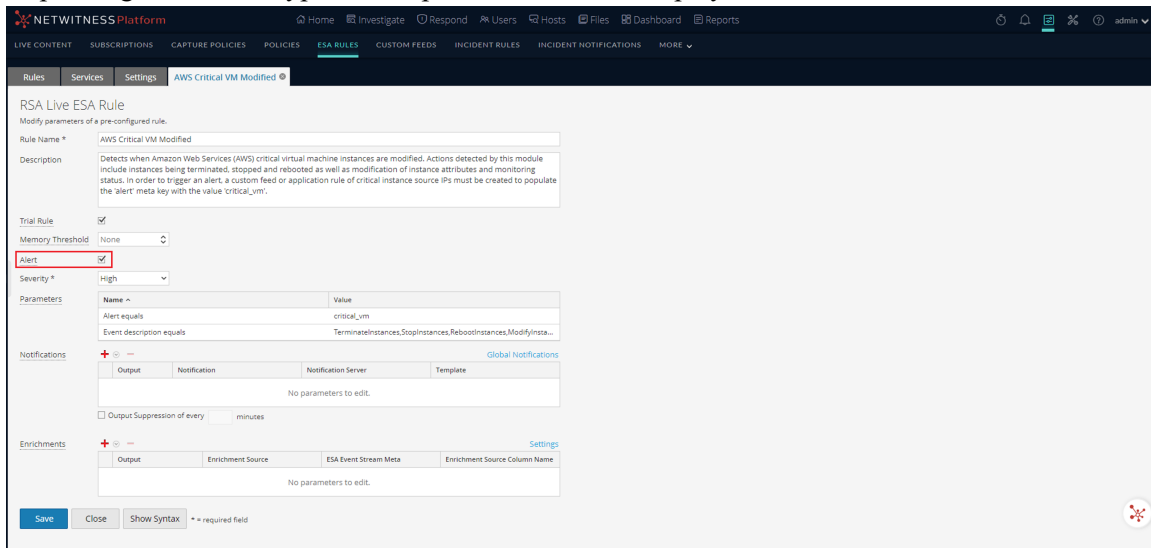 NETWITNESS Platform Home Investigate Respond Users Hosts Files Dashboard Reports admin
LIVE CONTENT SUBSCRIPTIONS CAPTURE POLICIES POLICIES ESA RULES CUSTOM FEEDS INCIDENT RULES INCIDENT NOTIFICATIONS MORE
Rules Services Settings AWS Critical VM Modified
RSA Live ESA Rule
Modify parameters of a pre-configured rule.
Rule Name * AWS Critical VM Modified
Description Detects when Amazon Web Services (AWS) critical virtual machine instances are modified. Actions detected by this module
include instances being terminated, stopped and rebooted as well as modification of instance attributes and monitoring
status. In order to trigger an alert, a custom feed or application rule of critical instance source IPs must be created to populate
the 'alert' meta key with the value 'critical_vm'.
Trial Rule
Memory Threshold None
Alert
Severity * High
Parameters Name Value
Alert equals critical_vm
Event description equals TerminateInstances,StopInstances,RebootInstances,ModifyInsta...
Notifications Global Notifications
Output Notification Notification Server Template
No parameters to edit.
Output Suppression of every minutes
Enrichments Settings
Output Enrichment Source ESA Event Stream Meta Enrichment Source Column Name
No parameters to edit.
Save Close Show Syntax * = required field